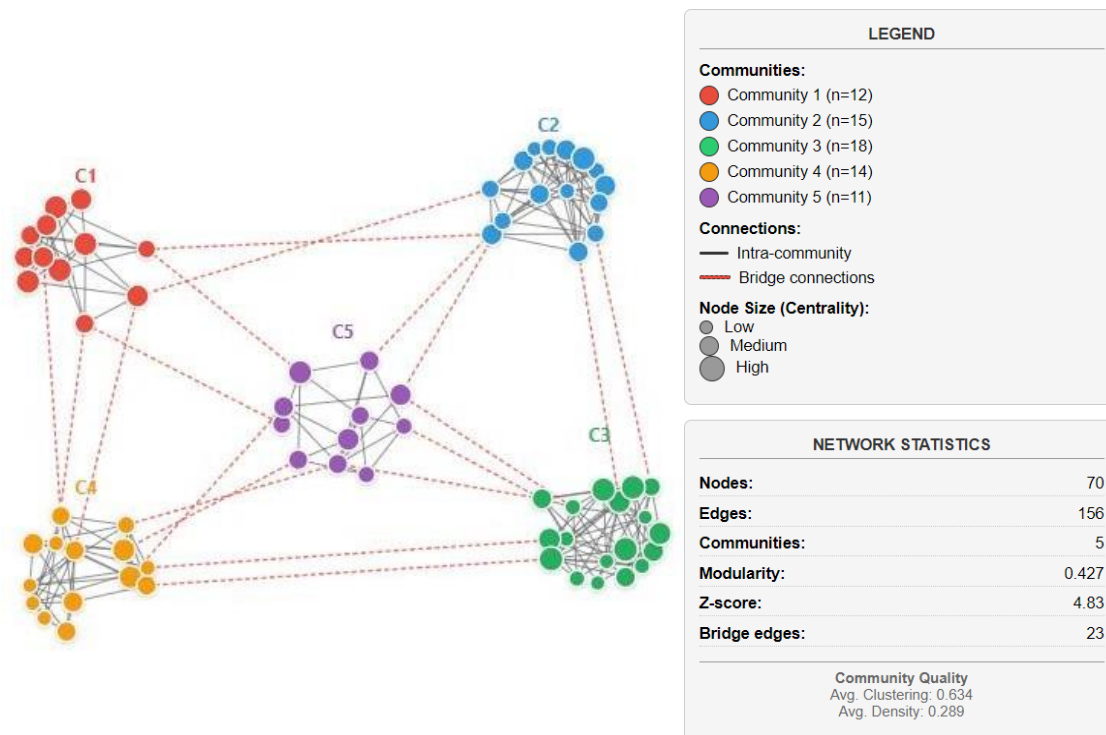 C1
C2
C5
C3
C4
LEGEND
Communities:
Community 1 (n=12)
Community 2 (n=15)
Community 3 (n=18)
Community 4 (n=14)
Community 5 (n=11)
Connections:
Intra-community
Bridge connections
Node Size (Centrality):
Low
Medium
High
NETWORK STATISTICS
Nodes: 70
Edges: 156
Communities: 5
Modularity: 0.427
Z-score: 4.83
Bridge edges: 23
Community Quality
Avg. Clustering: 0.634
Avg. Density: 0.289